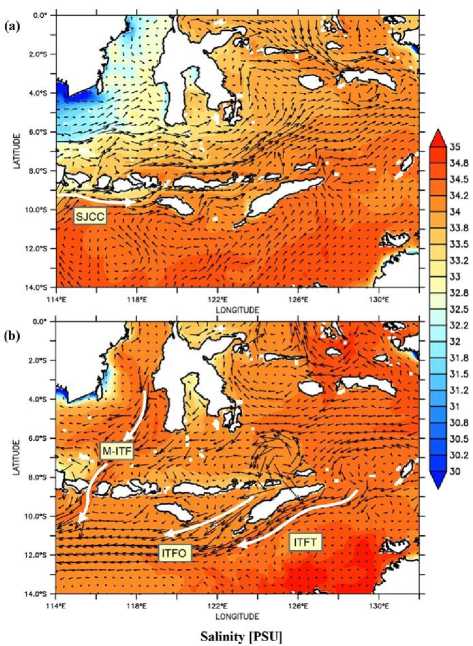 (a)
0.0°
2.0°S
4.0°S
6.0°S
8.0°S
10.0°S
12.0°S
14.0°S
LATITUDE
SJCC
114°E 118°E 122°E 126°E 130°E
LONGITUDE
(b)
0.0°
2.0°S
4.0°S
6.0°S
8.0°S
10.0°S
12.0°S
14.0°S
LATITUDE
M-ITF
ITFO
ITFT
114°E 118°E 122°E 126°E 130°E
LONGITUDE
35
34.8
34.5
34.2
34
33.8
33.5
33.2
33
32.8
32.5
32.2
32
31.8
31.5
31.2
31
30.8
30.5
30.2
30
Salinity [PSU]